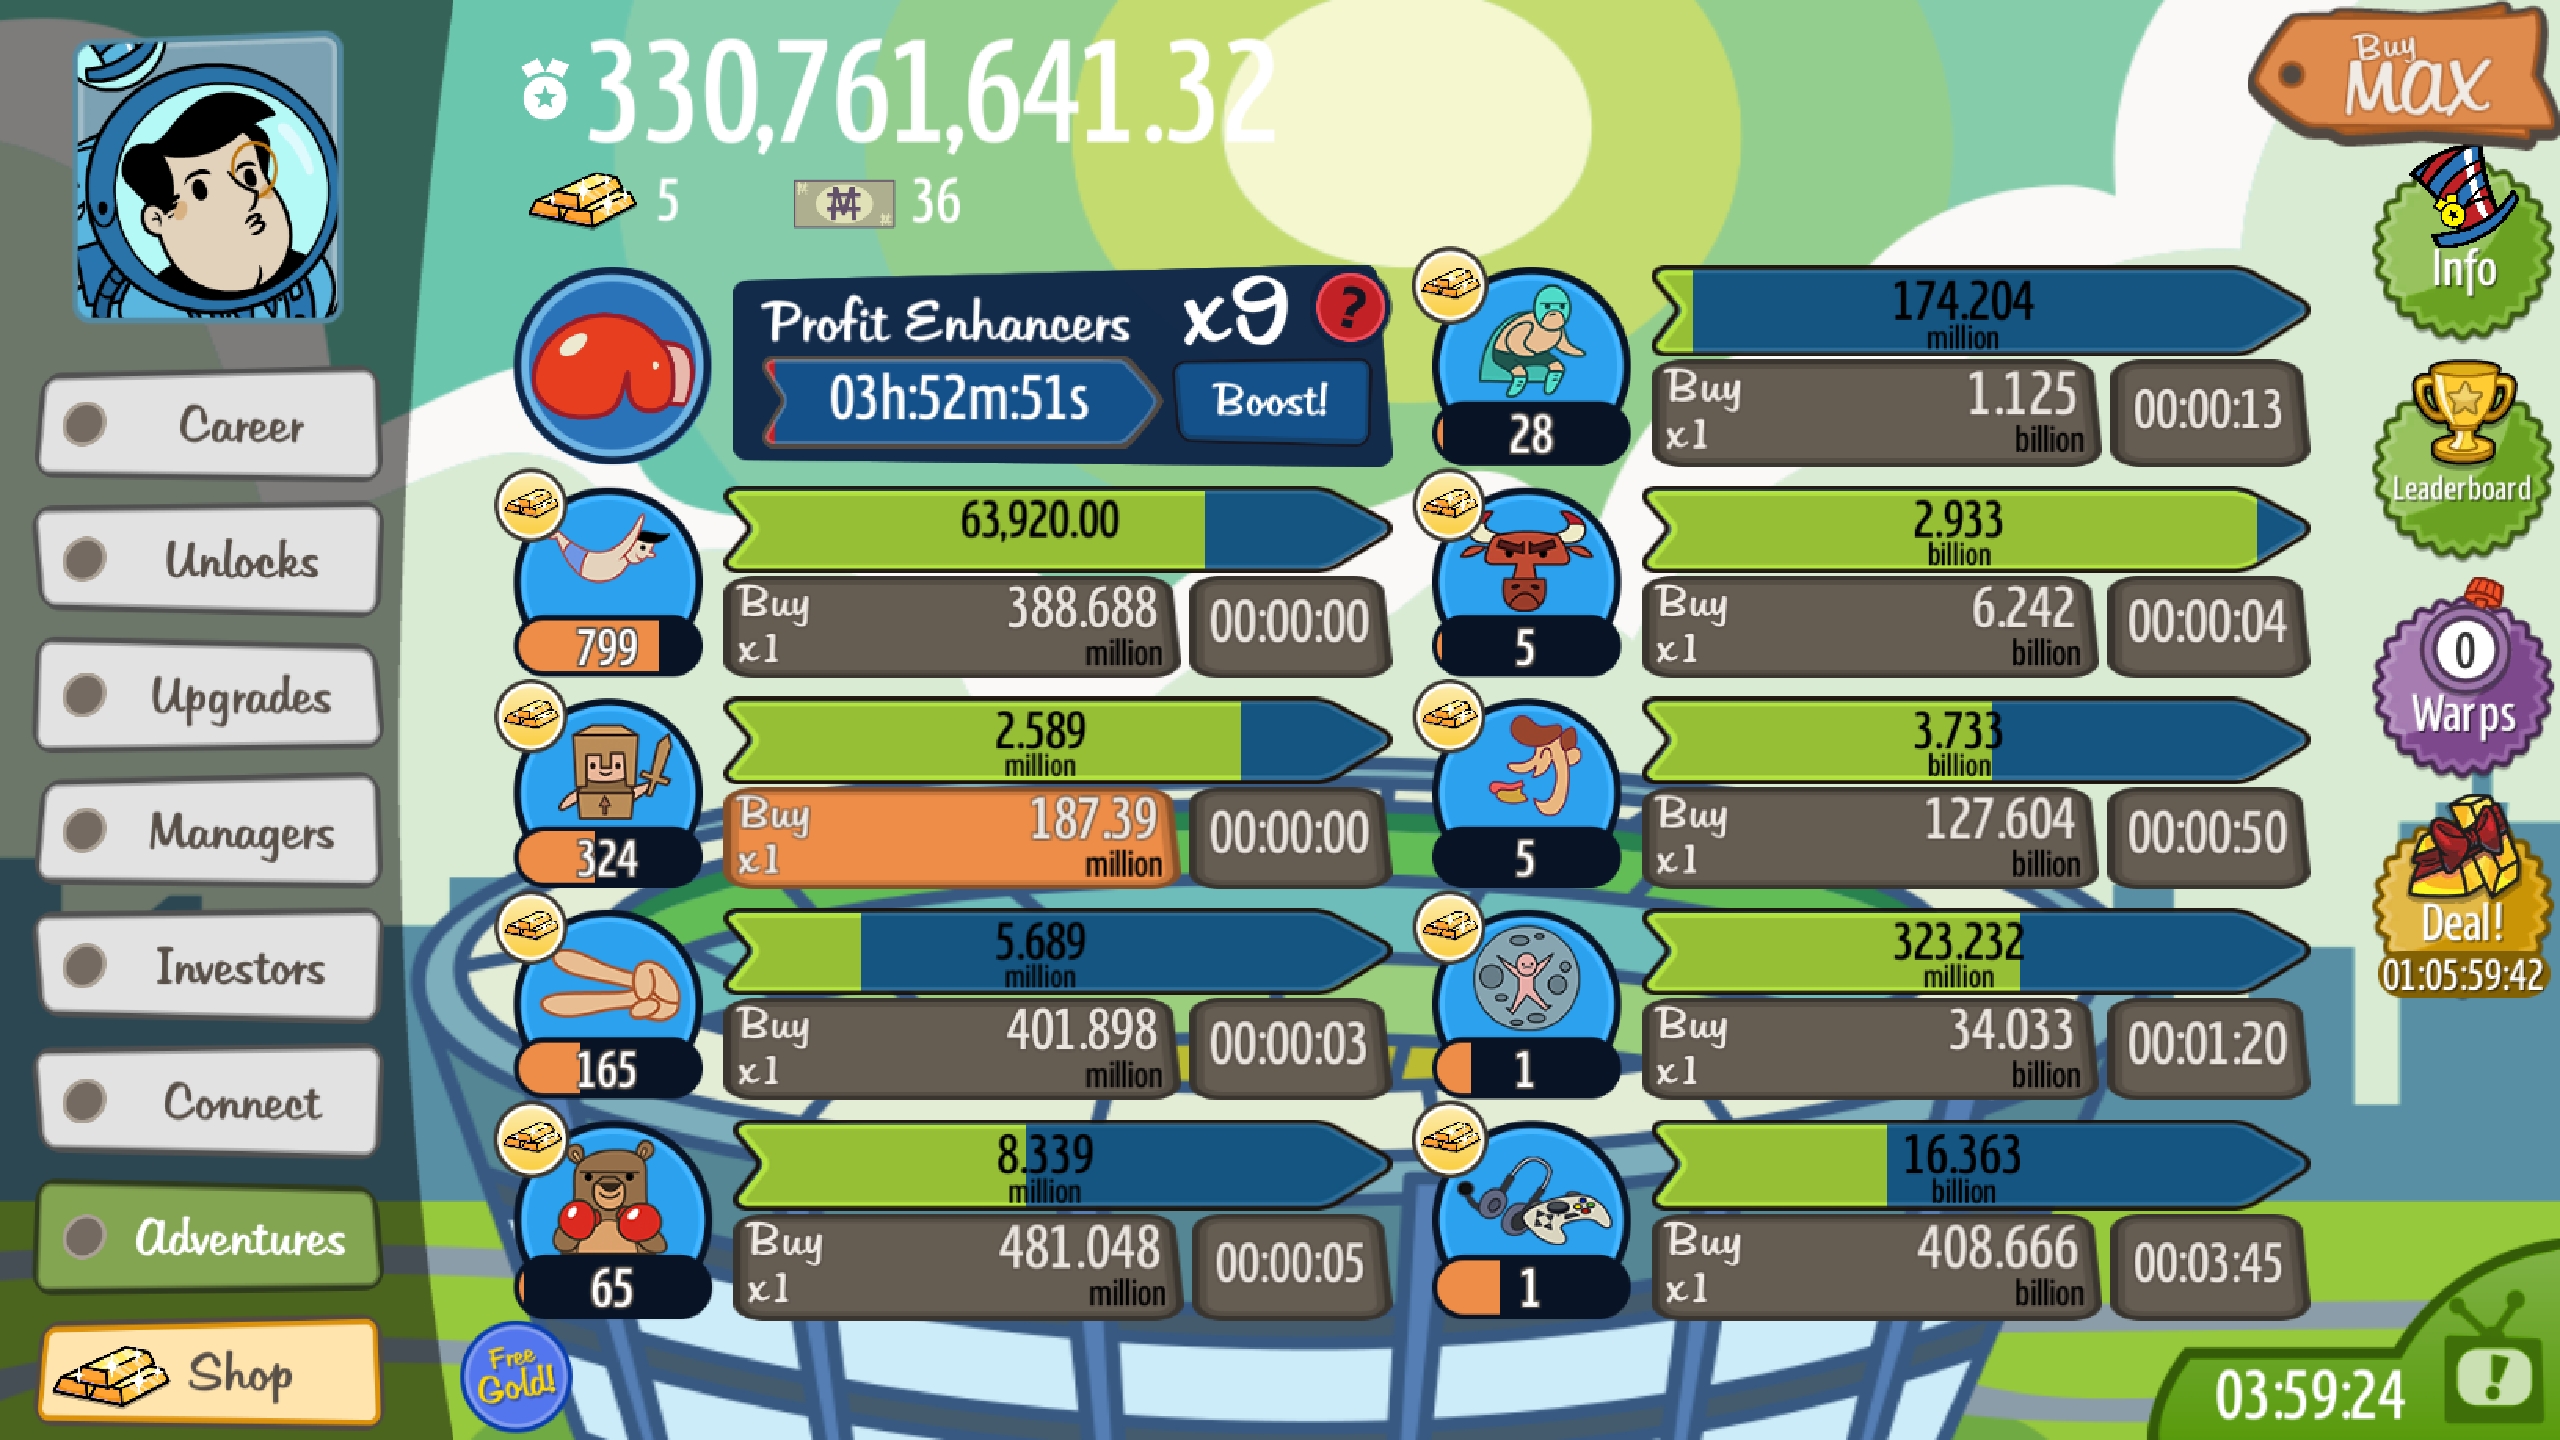 330,761,641.32
5
36
Buy
MAX
Info
Leaderboard
0
Warps
Deal!
01:05:59:42
Career
Unlocks
Upgrades
Managers
Investors
Connect
Adventures
Shop
Free
Gold!
Profit Enhancers x9 ?
03h:52m:51s Boost!
799
63,920.00
Buy x1 388.688 million
00:00:00
324
2.589 million
Buy x1 187.39 million
00:00:00
165
5.689 million
Buy x1 401.898 million
00:00:03
65
8.339 million
Buy x1 481.048 million
00:00:05
28
174.204 million
Buy x1 1.125 billion
00:00:13
5
2.933 billion
Buy x1 6.242 billion
00:00:04
5
3.733 billion
Buy x1 127.604 billion
00:00:50
1
323.232 million
Buy x1 34.033 billion
00:01:20
1
16.363 billion
Buy x1 408.666 billion
00:03:45
03:59:24
!